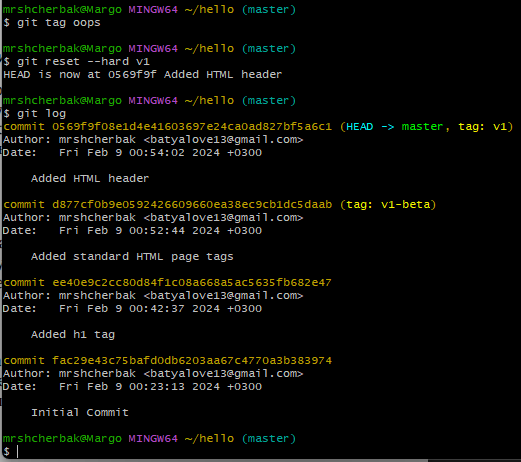 mrshcherbak@Margo MINGW64 ~/hello (master)
$ git tag oops
mrshcherbak@Margo MINGW64 ~/hello (master)
$ git reset --hard v1
HEAD is now at 0569f9f Added HTML header
mrshcherbak@Margo MINGW64 ~/hello (master)
$ git log
commit 0569f9f08e1d4e41603697e24ca0ad827bf5a6c1 (HEAD -> master, tag: v1)
Author: mrshcherbak <batyalove13@gmail.com>
Date:   Fri Feb 9 00:54:02 2024 +0300
Added HTML header
commit d877cf0b9e0592426609660ea38ec9cb1dc5daab (tag: v1-beta)
Author: mrshcherbak <batyalove13@gmail.com>
Date:   Fri Feb 9 00:52:44 2024 +0300
Added standard HTML page tags
commit ee40e9c2cc80d84f1c08a668a5ac5635fb682e47
Author: mrshcherbak <batyalove13@gmail.com>
Date:   Fri Feb 9 00:42:37 2024 +0300
Added h1 tag
commit fac29e43c75bafd0db6203aa67c4770a3b383974
Author: mrshcherbak <batyalove13@gmail.com>
Date:   Fri Feb 9 00:23:13 2024 +0300
Initial Commit
mrshcherbak@Margo MINGW64 ~/hello (master)
$